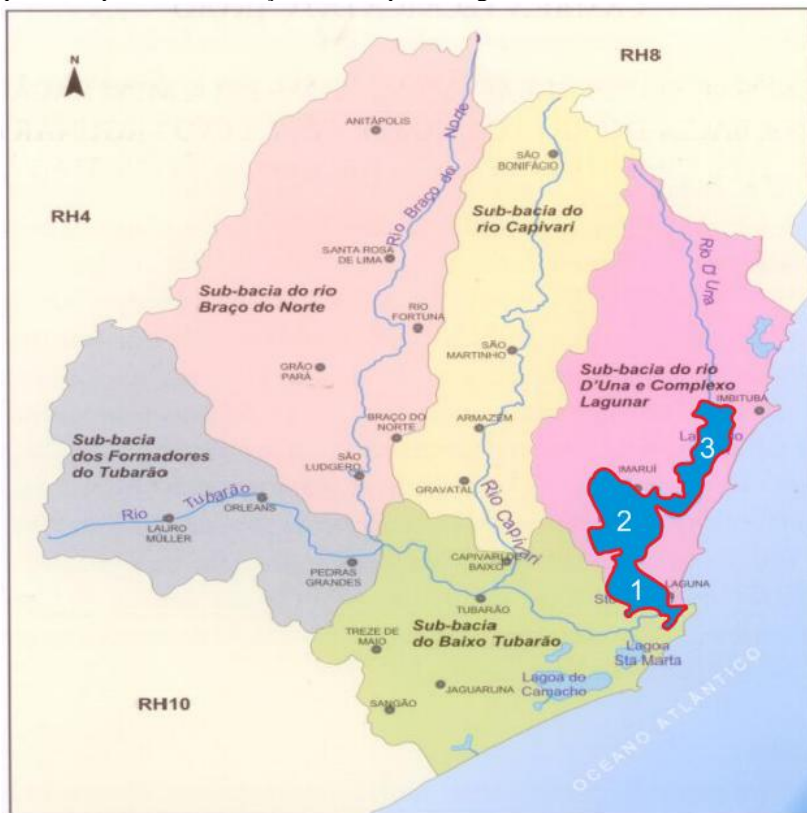 RH8
N
ANITÁPOLIS
Rio Braço do Norte
SÃO
BONIFÁCIO
Sub-bacia do
rio Capivari
RH4
Rio D'Una
SANTA ROSA
DE LIMA
Sub-bacia do rio
Braço do Norte
RIO
FORTUNA
SÃO
MARTINHO
GRÃO
PARÁ
Sub-bacia do rio
D'Una e Complexo
Lagunar
IMBITUBA
BRAÇO DO
NORTE
ARMAZÉM
3
Sub-bacia
dos Formadores
do Tubarão
SÃO
LUDGERO
IMARUÍ
GRAVATAL
Rio Capivari
2
Rio Tubarão
ORLEANS
LAURO
MÜLLER
PEDRAS
GRANDES
CAPIVARI DE
BAIXO
1
LAGUNA
TUBARÃO
Sub-bacia
do Baixo Tubarão
TREZE DE
MAIO
Lagoa
Sta Marta
Lagoa do
Camacho
JAGUARUNA
SANGÃO
RH10
OCEANO ATLÂNTICO